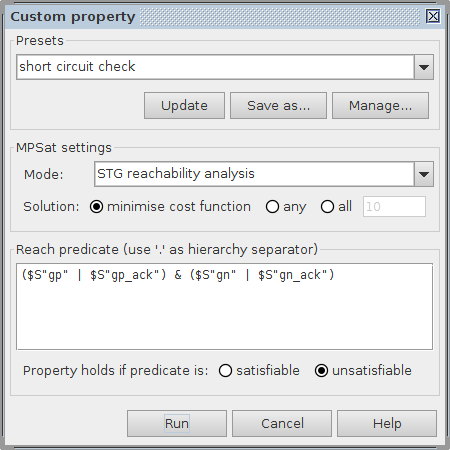 Custom property
Presets
short circuit check
Update Save as... Manage...
MPSat settings
Mode: STG reachability analysis
Solution: minimise cost function any all 10
Reach predicate (use '.' as hierarchy separator)
($S"gp" | $S"gp_ack") & ($S"gn" | $S"gn_ack")
Property holds if predicate is: satisfiable unsatisfiable
Run Cancel Help